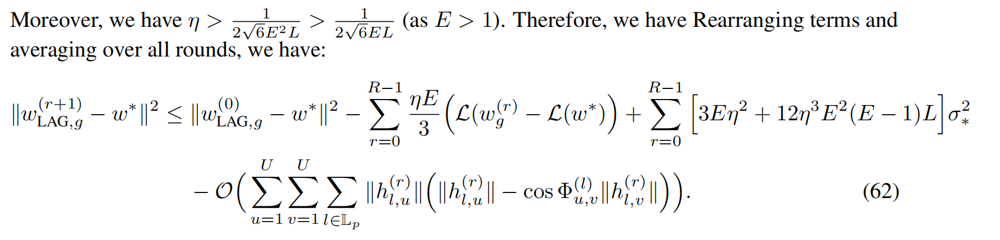 Moreover, we have $\eta > \frac{1}{2\sqrt{6}E^2L} > \frac{1}{2\sqrt{6}EL}$ (as $E > 1$). Therefore, we have Rearranging terms and
averaging over all rounds, we have:
$\|w_{\text{LAG},g}^{(r+1)} - w^*\|^2 \leq \|w_{\text{LAG},g}^{(0)} - w^*\|^2 - \sum_{r=0}^{R-1} \frac{\eta E}{3} \Big( \mathcal{L}(w_g^{(r)} - \mathcal{L}(w^*) \Big) + \sum_{r=0}^{R-1} \Big[ 3E\eta^2 + 12\eta^3 E^2 (E-1) L \Big] \sigma_*^2$
$- \mathcal{O}\Big( \sum_{u=1}^{U} \sum_{v=1}^{U} \sum_{l \in \mathbb{L}_p} \|h_{l,u}^{(r)}\| \Big( \|h_{l,u}^{(r)}\| - \cos \Phi_{u,v}^{(l)} \|h_{l,v}^{(r)}\| \Big) \Big).$ (62)